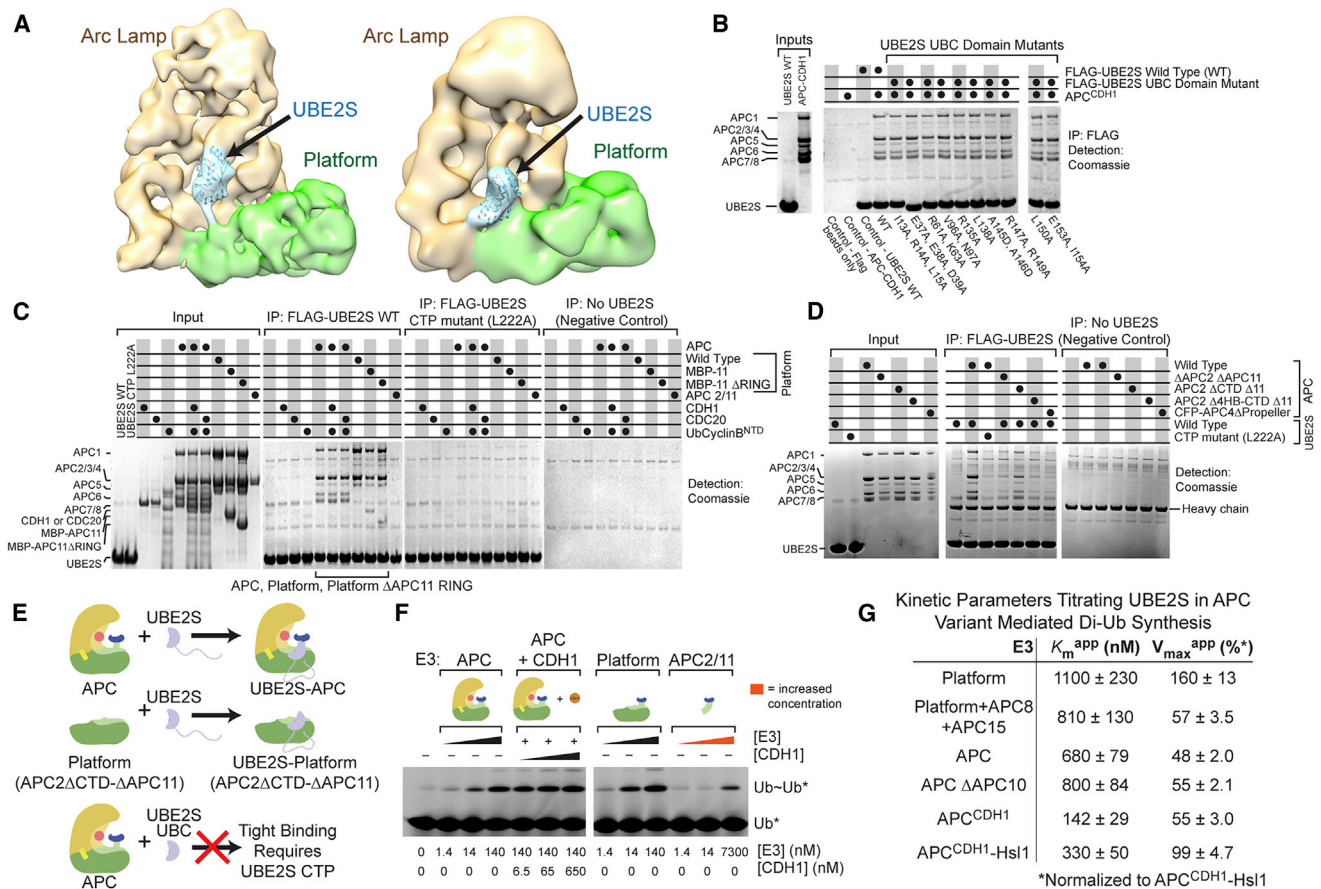 A
Arc Lamp
UBE2S
Platform
Arc Lamp
UBE2S
Platform
B
Inputs
UBE2S UBC Domain Mutants
UBE2S WT
APC-CDH1
FLAG-UBE2S Wild Type (WT)
FLAG-UBE2S UBC Domain Mutant
APC^CDH1
APC1
APC2/3/4
APC5
APC6
APC7/8
UBE2S
IP: FLAG
Detection:
Coomassie
Control - Flag
beads only
Control - APC-CDH1
Control - UBE2S WT
WT
I13A, R14A, L15A
E37A, E38A, D39A
R61A, K63A
V96A, N97A
R135A
L136A
A145D, A146D
R147A, R149A
L150A
E153A, I154A
C
Input
IP: FLAG-UBE2S WT
IP: FLAG-UBE2S
CTP mutant (L222A)
IP: No UBE2S
(Negative Control)
UBE2S WT
UBE2S CTP L222A
APC
Wild Type
MBP-11
MBP-11 ΔRING
APC 2/11
Platform
CDH1
CDC20
UbCyclinB^NTD
APC1
APC2/3/4
APC5
APC6
APC7/8
CDH1 or CDC20
MBP-APC11
MBP-APC11ΔRING
UBE2S
Detection:
Coomassie
APC, Platform, Platform ΔAPC11 RING
D
Input
IP: FLAG-UBE2S
IP: No UBE2S
(Negative Control)
Wild Type
ΔAPC2 ΔAPC11
APC2 ΔCTD Δ11
APC2 Δ4HB-CTD Δ11
CFP-APC4ΔPropeller
APC
Wild Type
CTP mutant (L222A)
UBE2S
APC1
APC2/3/4
APC5
APC6
APC7/8
UBE2S
Detection:
Coomassie
Heavy chain
E
UBE2S
+
APC
UBE2S-APC
UBE2S
+
Platform
(APC2ΔCTD-ΔAPC11)
UBE2S-Platform
(APC2ΔCTD-ΔAPC11)
UBE2S
UBC
+
APC
Tight Binding
Requires
UBE2S CTP
F
E3:
APC
APC
+ CDH1
Platform
APC2/11
+
= increased
concentration
− + + + − − [E3]
− − − − − − − − − − [CDH1]
Ub~Ub*
Ub*
0 1.4 14 140 140 140 140 1.4 14 140 1.4 14 7300 [E3] (nM)
0 0 0 0 6.5 65 650 0 0 0 0 0 0 [CDH1] (nM)
G
Kinetic Parameters Titrating UBE2S in APC
Variant Mediated Di-Ub Synthesis
E3 Km^app (nM) Vmax^app (%*)
Platform 1100 ± 230 160 ± 13
Platform+APC8
+APC15 810 ± 130 57 ± 3.5
APC 680 ± 79 48 ± 2.0
APC ΔAPC10 800 ± 84 55 ± 2.1
APC^CDH1 142 ± 29 55 ± 3.0
APC^CDH1-Hsl1 330 ± 50 99 ± 4.7
*Normalized to APC^CDH1-Hsl1